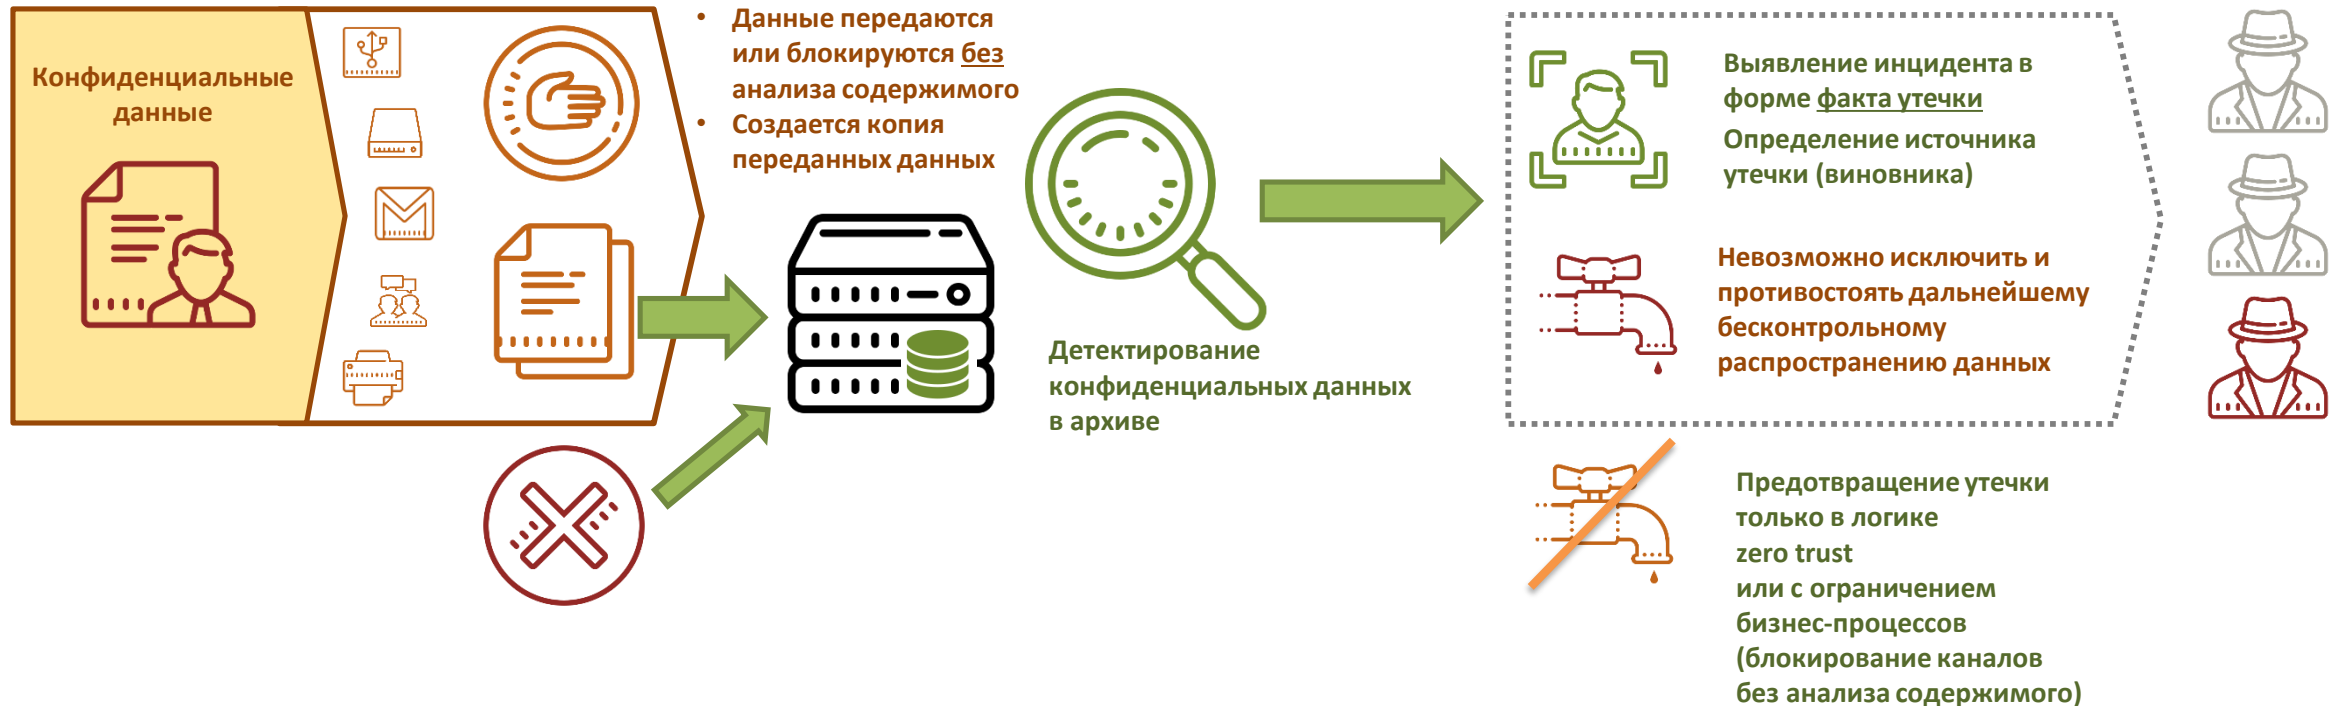 Конфиденциальные
данные
• Данные передаются
или блокируются без
анализа содержимого
• Создается копия
переданных данных
Детектирование
конфиденциальных данных
в архиве
Выявление инцидента в
форме факта утечки
Определение источника
утечки (виновника)
Невозможно исключить и
противостоять дальнейшему
бесконтрольному
распространению данных
Предотвращение утечки
только в логике
zero trust
или с ограничением
бизнес-процессов
(блокирование каналов
без анализа содержимого)